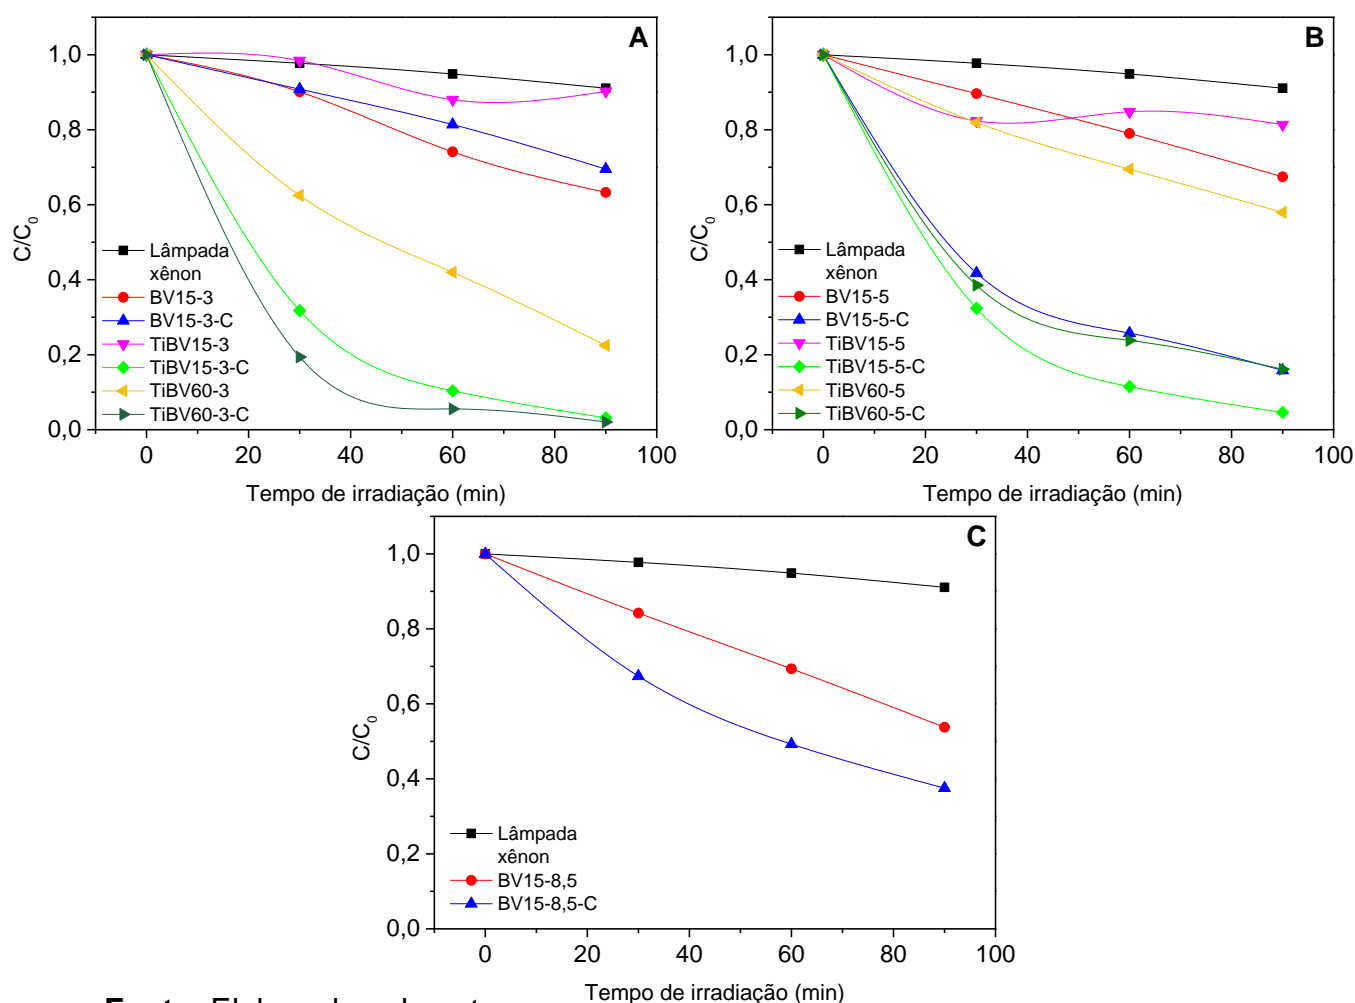 A
1,0
0,8
0,6
0,4
0,2
0,0
C/C0
Lâmpada
xênon
BV15-3
BV15-3-C
TiBV15-3
TiBV15-3-C
TiBV60-3
TiBV60-3-C
0 20 40 60 80 100
Tempo de irradiação (min)
B
1,0
0,8
0,6
0,4
0,2
0,0
C/C0
Lâmpada
xênon
BV15-5
BV15-5-C
TiBV15-5
TiBV15-5-C
TiBV60-5
TiBV60-5-C
0 20 40 60 80 100
Tempo de irradiação (min)
C
1,0
0,8
0,6
0,4
0,2
0,0
C/C0
Lâmpada
xênon
BV15-8,5
BV15-8,5-C
0 20 40 60 80 100
Tempo de irradiação (min)